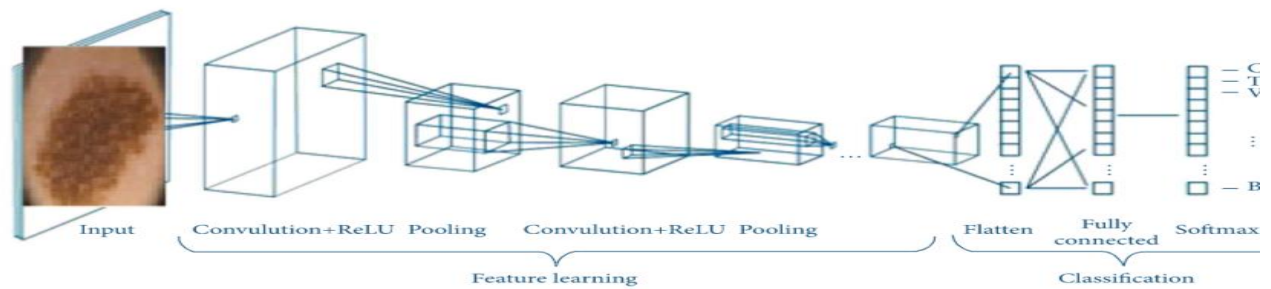 C
T
V
⋮
B
Input
Convulution+ReLU
Pooling
Convulution+ReLU
Pooling
...
Flatten
Fully
connected
Softmax
Feature learning
Classification